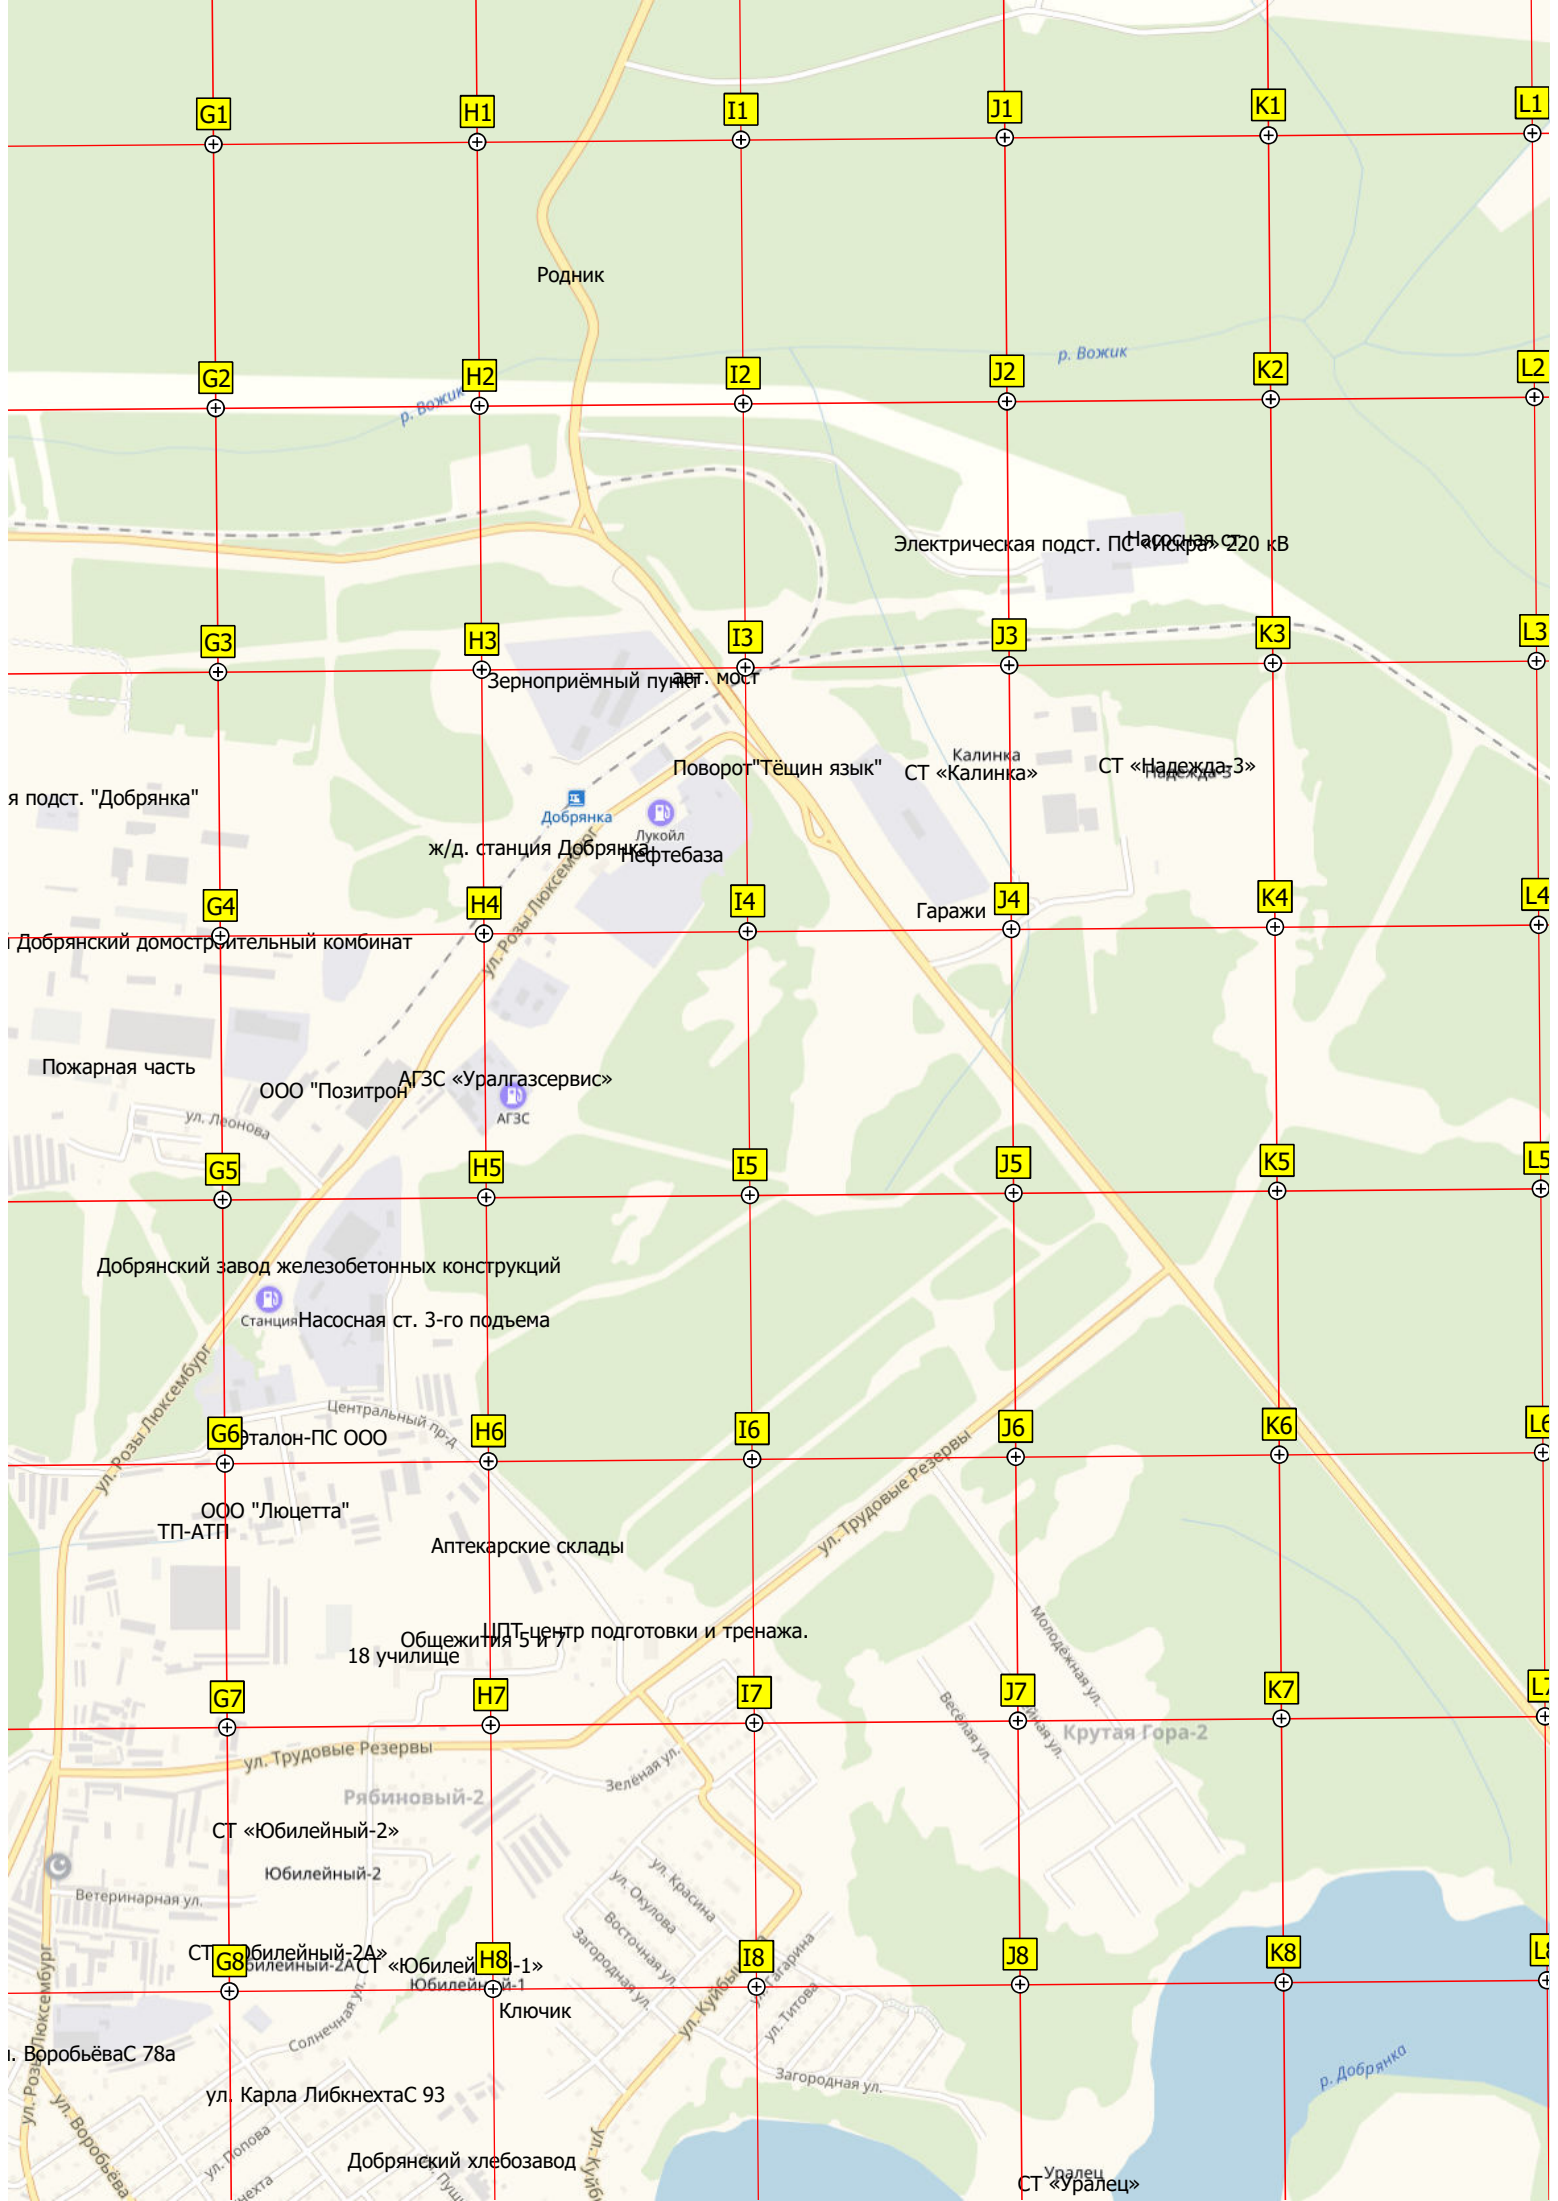 G1
H1
I1
J1
K1
L1
Родник
р. Вожик
р. Вожик
G2
H2
I2
J2
K2
L2
Электрическая подст. ПС «Искра» 220 кВ
Насосная ст.
G3
H3
I3
J3
K3
L3
Зерноприёмный пункт
авт. мост
Калинка
СТ «Калинка»
СТ «Надежда-3»
Надежда-3
Поворот"Тёщин язык"
я подст. "Добрянка"
Добрянка
Лукойл
ж/д. станция Добрянка
Нефтебаза
ул. Розы Люксембург
G4
H4
I4
J4
K4
L4
Гаражи
Добрянский домостроительный комбинат
Пожарная часть
ООО "Позитрон"
АГЗС «Уралгазсервис»
АГЗС
ул. Леонова
G5
H5
I5
J5
K5
L5
Добрянский завод железобетонных конструкций
Станция
Насосная ст. 3-го подъема
ул. Розы Люксембург
Центральный пр-д
G6
H6
I6
J6
K6
L6
Эталон-ПС ООО
ул. Трудовые Резервы
ООО "Люцетта"
ТП-АТП
Аптекарские склады
ЦПТ-центр подготовки и тренажа.
Общежития 5 и 7
18 училище
Молодёжная ул.
Весёлая ул.
G7
H7
I7
J7
K7
L7
Крутая Гора-2
ул. Трудовые Резервы
Зелёная ул.
Рябиновый-2
СТ «Юбилейный-2»
Юбилейный-2
Ветеринарная ул.
ул. Красина
ул. Окулова
Восточная ул.
Загородная ул.
G8
H8
I8
J8
K8
L8
Юбилейный-1
Ключик
ул. Гагарина
ул. Титова
Солнечная ул.
ул. Розы Люксембург
ВоробьёваС 78а
ул. Карла ЛибкнехтаС 93
Загородная ул.
р. Добрянка
ул. Воробьёва
ул. Попова
Добрянский хлебозавод
Уралец
СТ «Уралец»